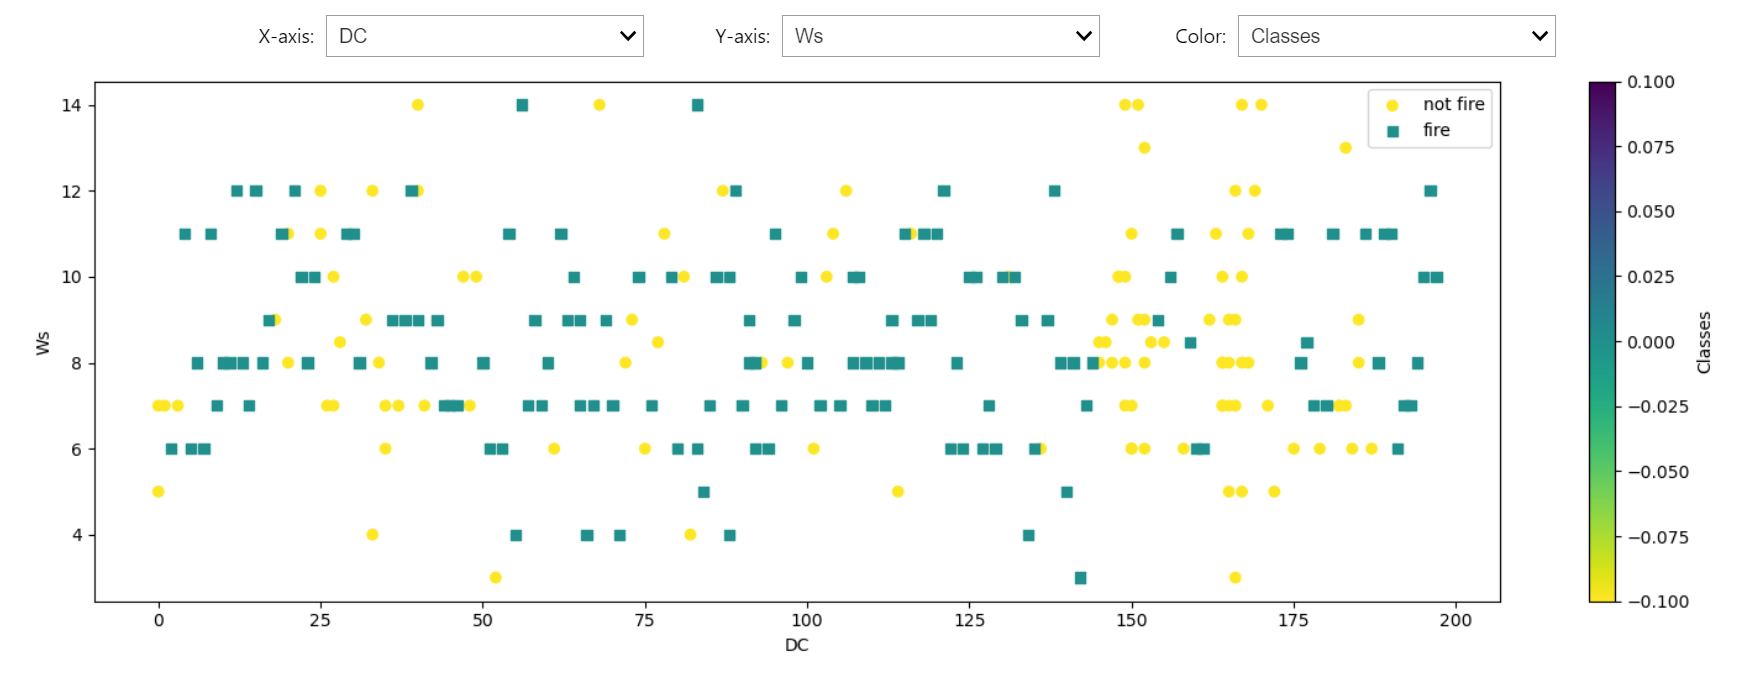 X-axis: DC Y-axis: Ws Color: Classes
not fire
fire
14
12
10
8
6
4
Ws
0 25 50 75 100 125 150 175 200
DC
0.100
0.075
0.050
0.025
0.000
−0.025
−0.050
−0.075
−0.100
Classes